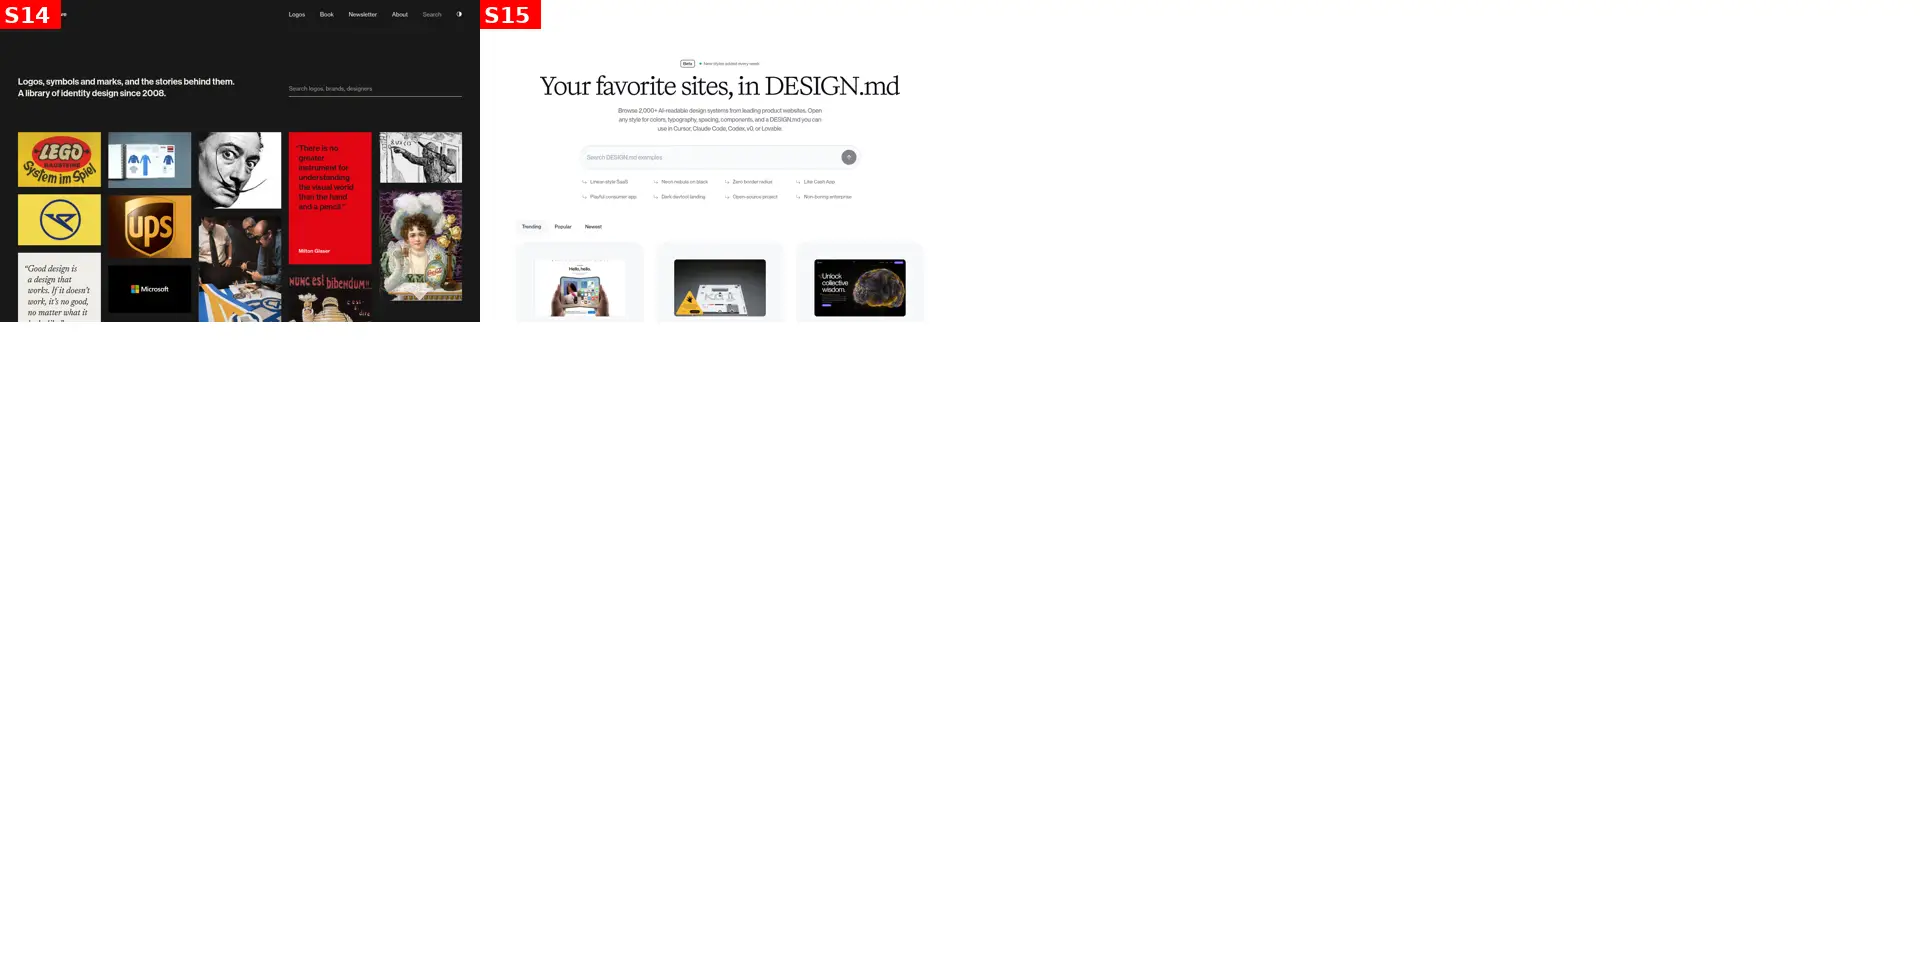 S14
Logos
Book
Newsletter
About
Search
Logos, symbols and marks, and the stories behind them.
A library of identity design since 2008.
Search logos, brands, designers
LEGO
System im Spiel
ups
"Good design is
a design that
works. If it doesn't
work, it's no good,
no matter what it
Microsoft
"There is no
greater
instrument for
understanding
the visual world
than the hand
and a pencil."
Milton Glaser
NUNC est bibendum!!
S15
Beta
New styles added every week
Your favorite sites, in DESIGN.md
Browse 2,000+ AI-readable design systems from leading product websites. Open
any style for colors, typography, spacing, components, and a DESIGN.md you can
use in Cursor, Claude Code, Codex, v0, or Lovable.
Search DESIGN.md examples
Linear-style SaaS
Neon nebula on black
Zero border radius
Like Cash App
Playful consumer app
Dark devtool landing
Open-source project
Non-boring enterprise
Trending
Popular
Newest
Hello, hello.
Unlock
collective
wisdom.